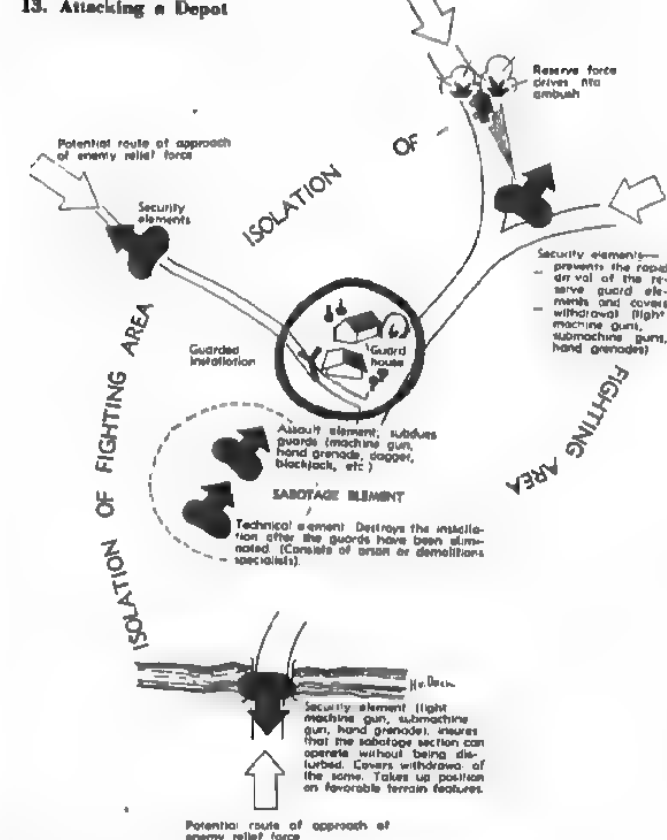 13. Attacking a Depot
Reserve force
drives into
ambush
Potential route of approach
of enemy relief force
Security
elements
ISOLATION OF
FIGHTING AREA
Security elements—
prevents the rapid
arrival of the re-
serve guard ele-
ments and covers
withdrawal (light
machine guns,
submachine guns,
hand grenades)
Guarded
installation
Guard
house
ISOLATION OF FIGHTING AREA
Assault element; subdues
guards (machine gun,
hand grenade, dagger,
blackjack, etc.)
SABOTAGE ELEMENT
Technical element Destroys the installa-
tion after the guards have been elimi-
nated. (Consists of arson or demolitions
specialists).
Security element (light
machine gun, submachine
gun, hand grenade), insures
that the sabotage section can
operate without being dis-
turbed. Covers withdrawal of
the same. Takes up position
on favorable terrain features.
Potential route of approach of
enemy relief force